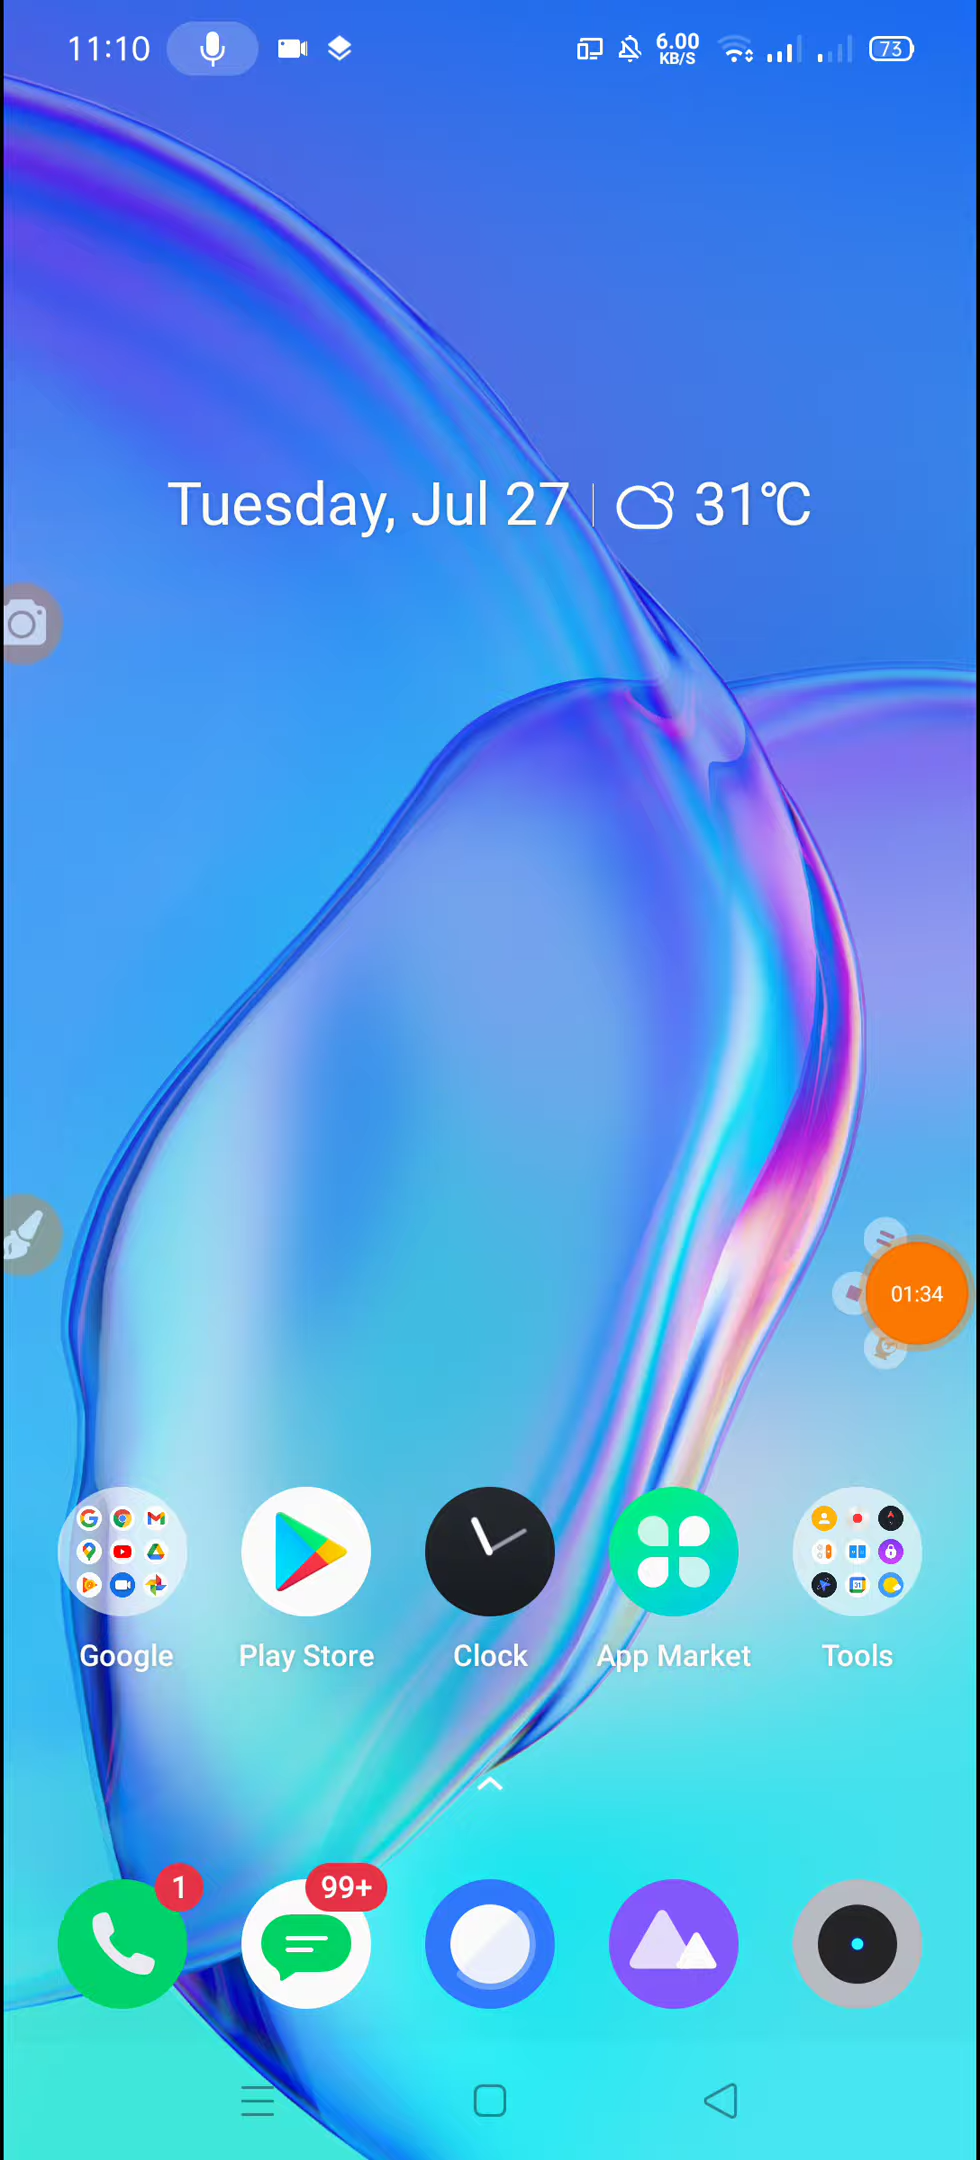 11:10
6.00
KB/S
73
Tuesday, Jul 27 31℃
01:34
Google Play Store Clock App Market Tools
1
99+